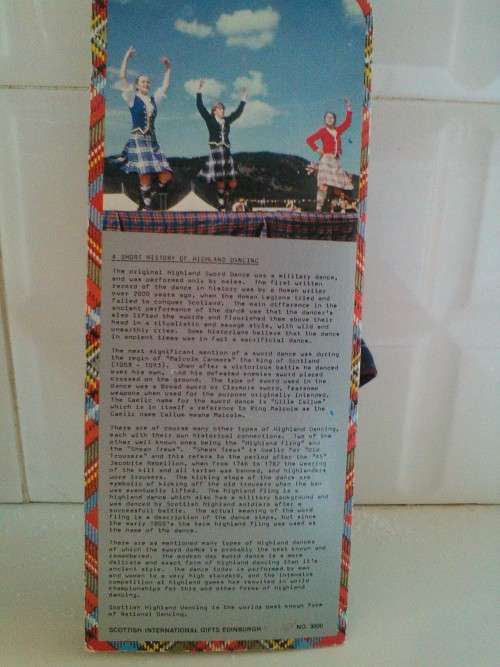 A SHORT HISTORY OF HIGHLAND DANCING
The original Highland Sword Dance was a military dance,
and was performed only by males. The first written
record of the dance in history was by a Roman writer
over 2000 years ago, when the Roman Legions tried and
failed to conquer Scotland. The main difference in the
ancient performance of the dance was that the dancer's
also lifted the swords and flourished them above their
head in a ritualistic and savage style, with wild and
unearthly cries. Some historians believe that the dance
in ancient times was in fact a sacrificial dance.
The next significant mention of a sword dance was during
the reign of "Malcolm Canmore" the King of Scotland
(1058 - 1093). When after a victorious battle he danced
over his own, and his defeated enemies sword placed
crossed on the ground. The type of sword used in the
dance was a Broad sword or Claymore sword, fearsome
weapons when used for the purpose originally intended.
The Gaelic name for the sword dance is "Gille Callum"
which is in itself a reference to King Malcolm as the
Gaelic name Callum means Malcolm.
There are of course many other types of Highland Dancing,
each with their own historical connections. Two of the
other well known ones being the "Highland Fling" and
the "Shean Trews". "Shean Trews" is Gaelic for "Old
Trousers" and this refers to the period after the "45"
Jacobite Rebellion, when from 1746 to 1782 the wearing
of the kilt and all tartan was banned, and highlanders
wore trousers. The kicking steps of the dance are
symbolic of kicking off the trousers when the ban
was eventually lifted. The Highland Fling is a
highland dance which also has a military background and
was danced by Scottish Highland soldiers after a
successfull battle. The actual meaning of the word
fling is a description of the dance steps, but since
the early 1800's the term highland fling was used as
the name of the dance.
There are as mentioned many types of Highland dances
of which the sword dance is probably the best known and
remembered. The modern day sword dance is a more
delicate and exact form of highland dancing than it's
ancient style. The dance today is performed by men
and women to a very high standard, and the intensive
competition at highland games has resulted in world
championships for this and other forms of highland
dancing.
Scottish Highland Dancing is the worlds best known form
of National Dancing.
SCOTTISH INTERNATIONAL GIFTS EDINBURGH NO.